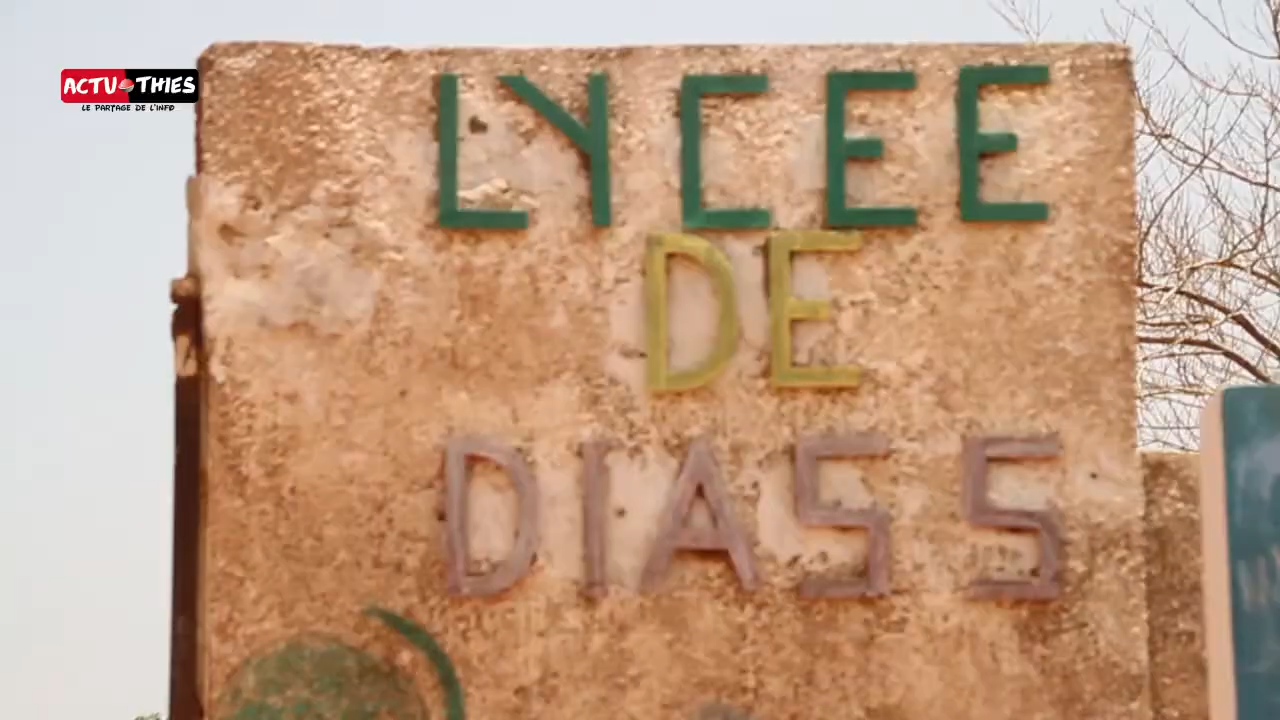 ACTU THIES
LE PARTAGE DE L'INFO
LYCEE
DE
DIASS